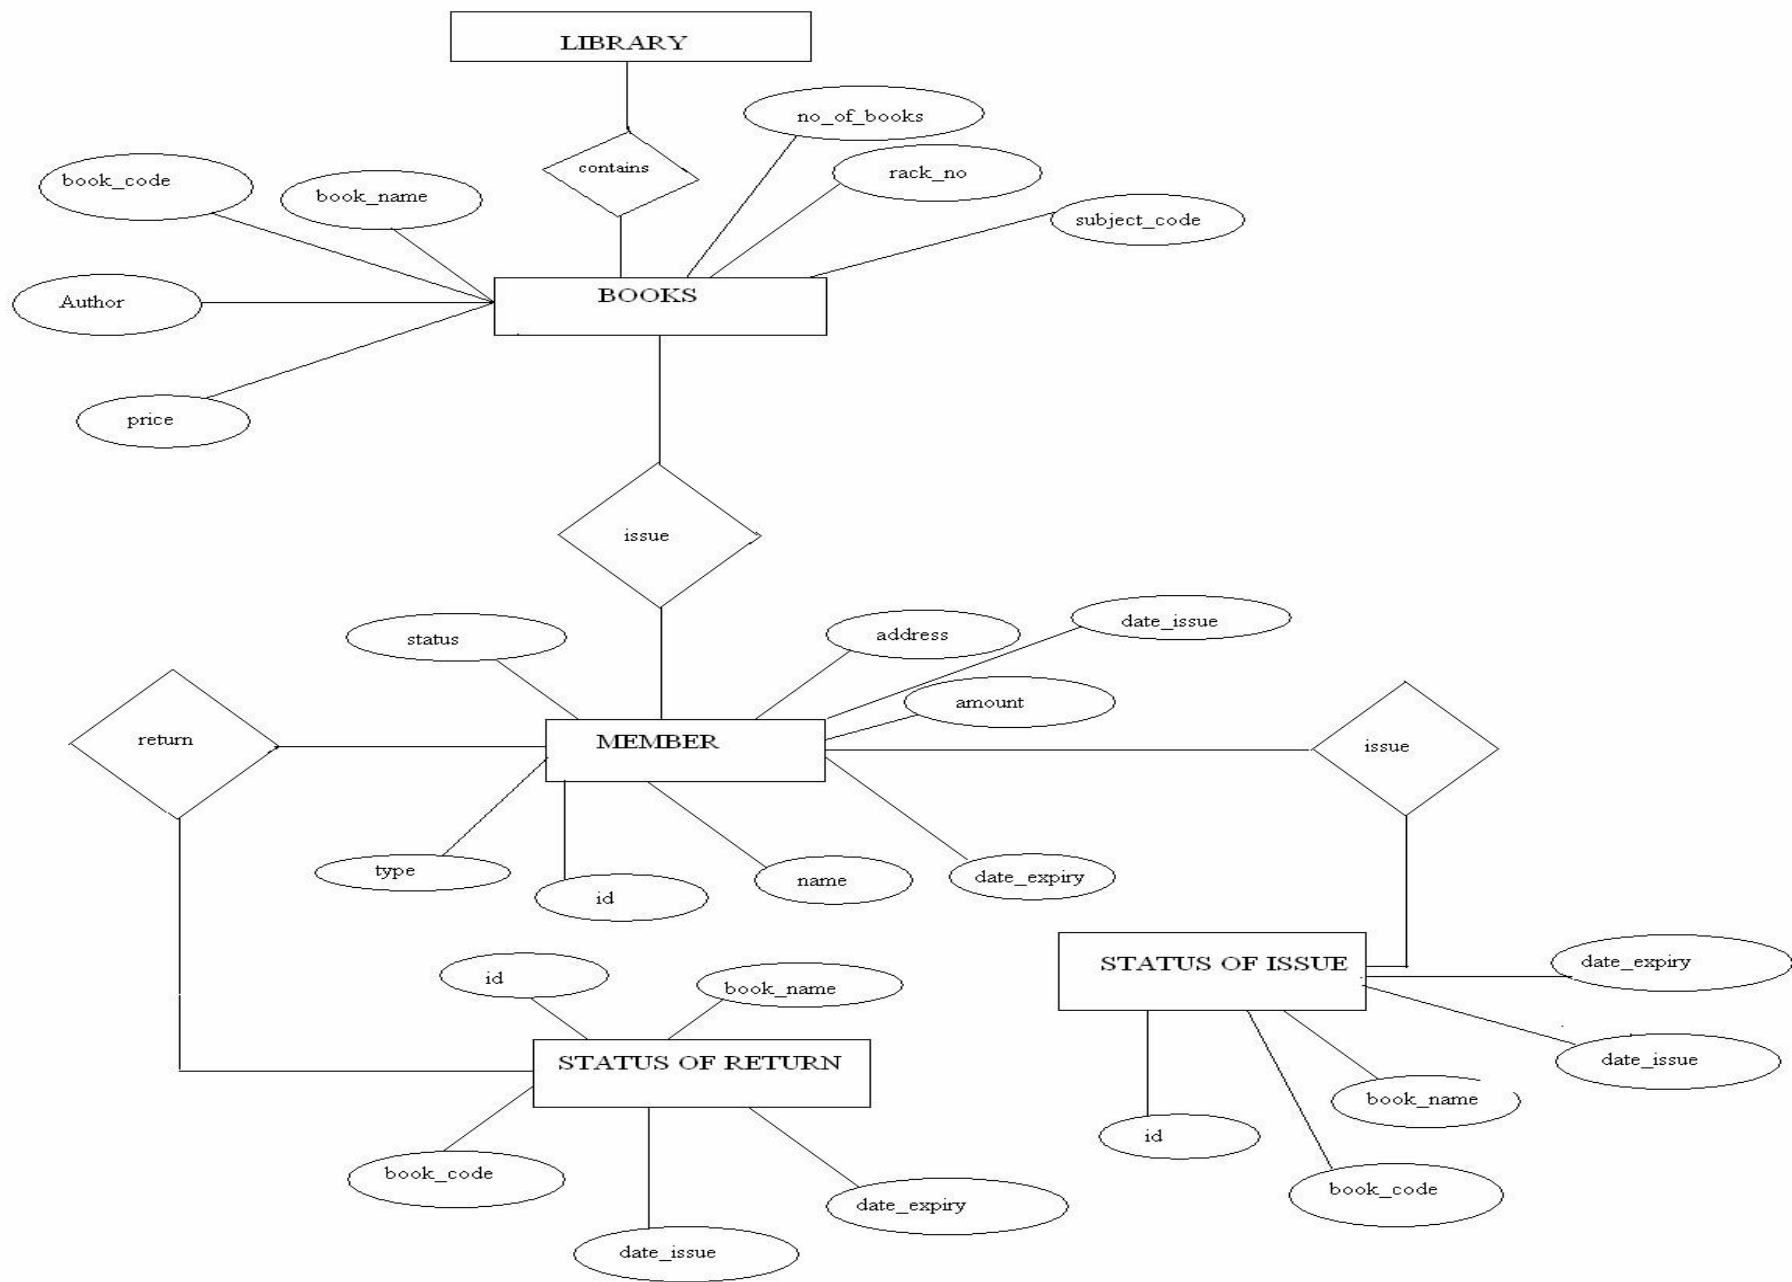 LIBRARY
no_of_books
contains
rack_no
book_code
book_name
subject_code
BOOKS
Author
price
issue
status
address
date_issue
amount
return
MEMBER
issue
type
id
name
date_expiry
id
book_name
STATUS OF ISSUE
date_expiry
STATUS OF RETURN
date_issue
book_name
id
book_code
book_code
date_expiry
date_issue